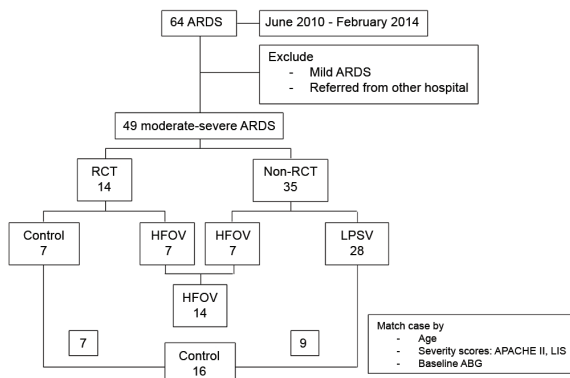 64 ARDS
June 2010 - February 2014
Exclude
- Mild ARDS
- Referred from other hospital
49 moderate-severe ARDS
RCT
14
Non-RCT
35
Control
7
HFOV
7
HFOV
7
LPSV
28
HFOV
14
7
9
Control
16
Match case by
- Age
- Severity scores: APACHE II, LIS
- Baseline ABG